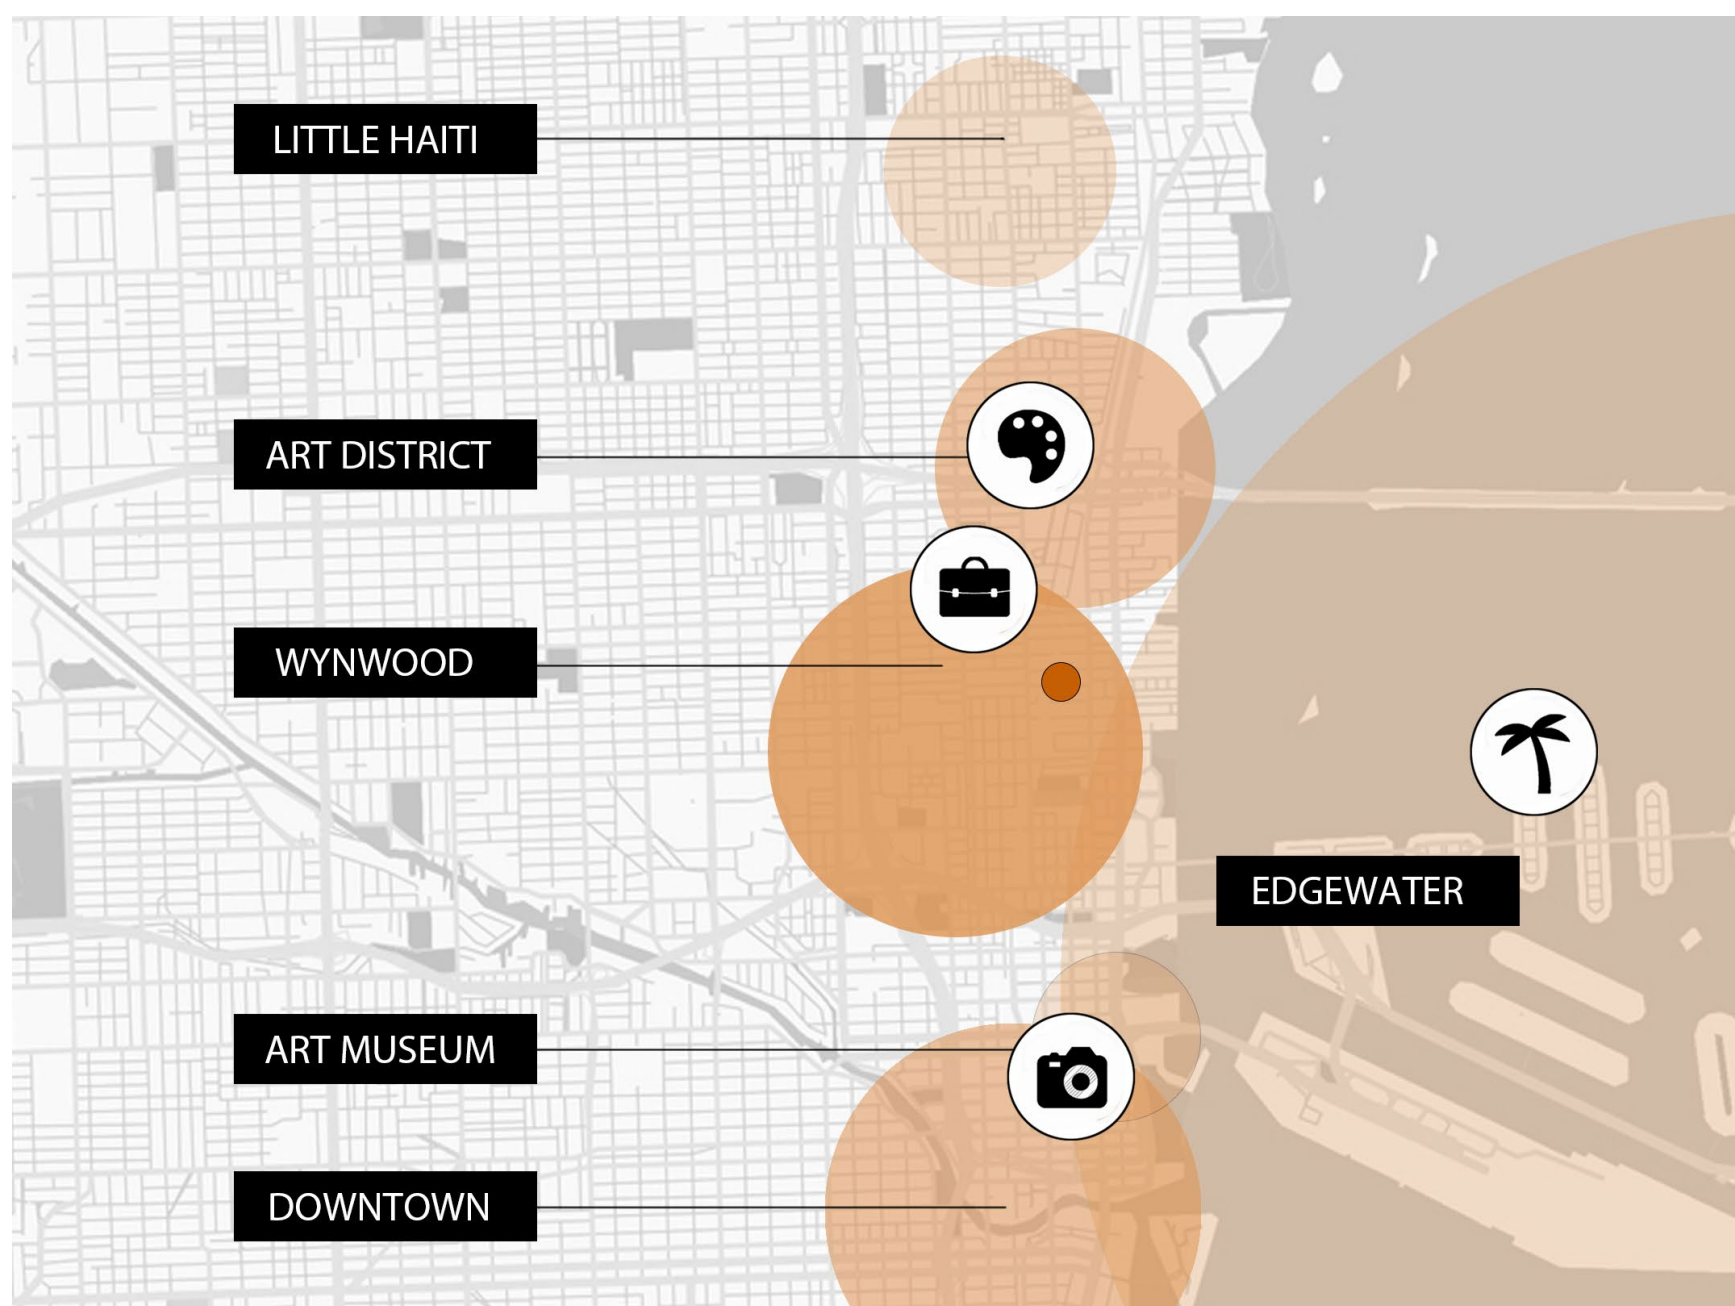 LITTLE HAITI
ART DISTRICT
WYNWOOD
EDGEWATER
ART MUSEUM
DOWNTOWN